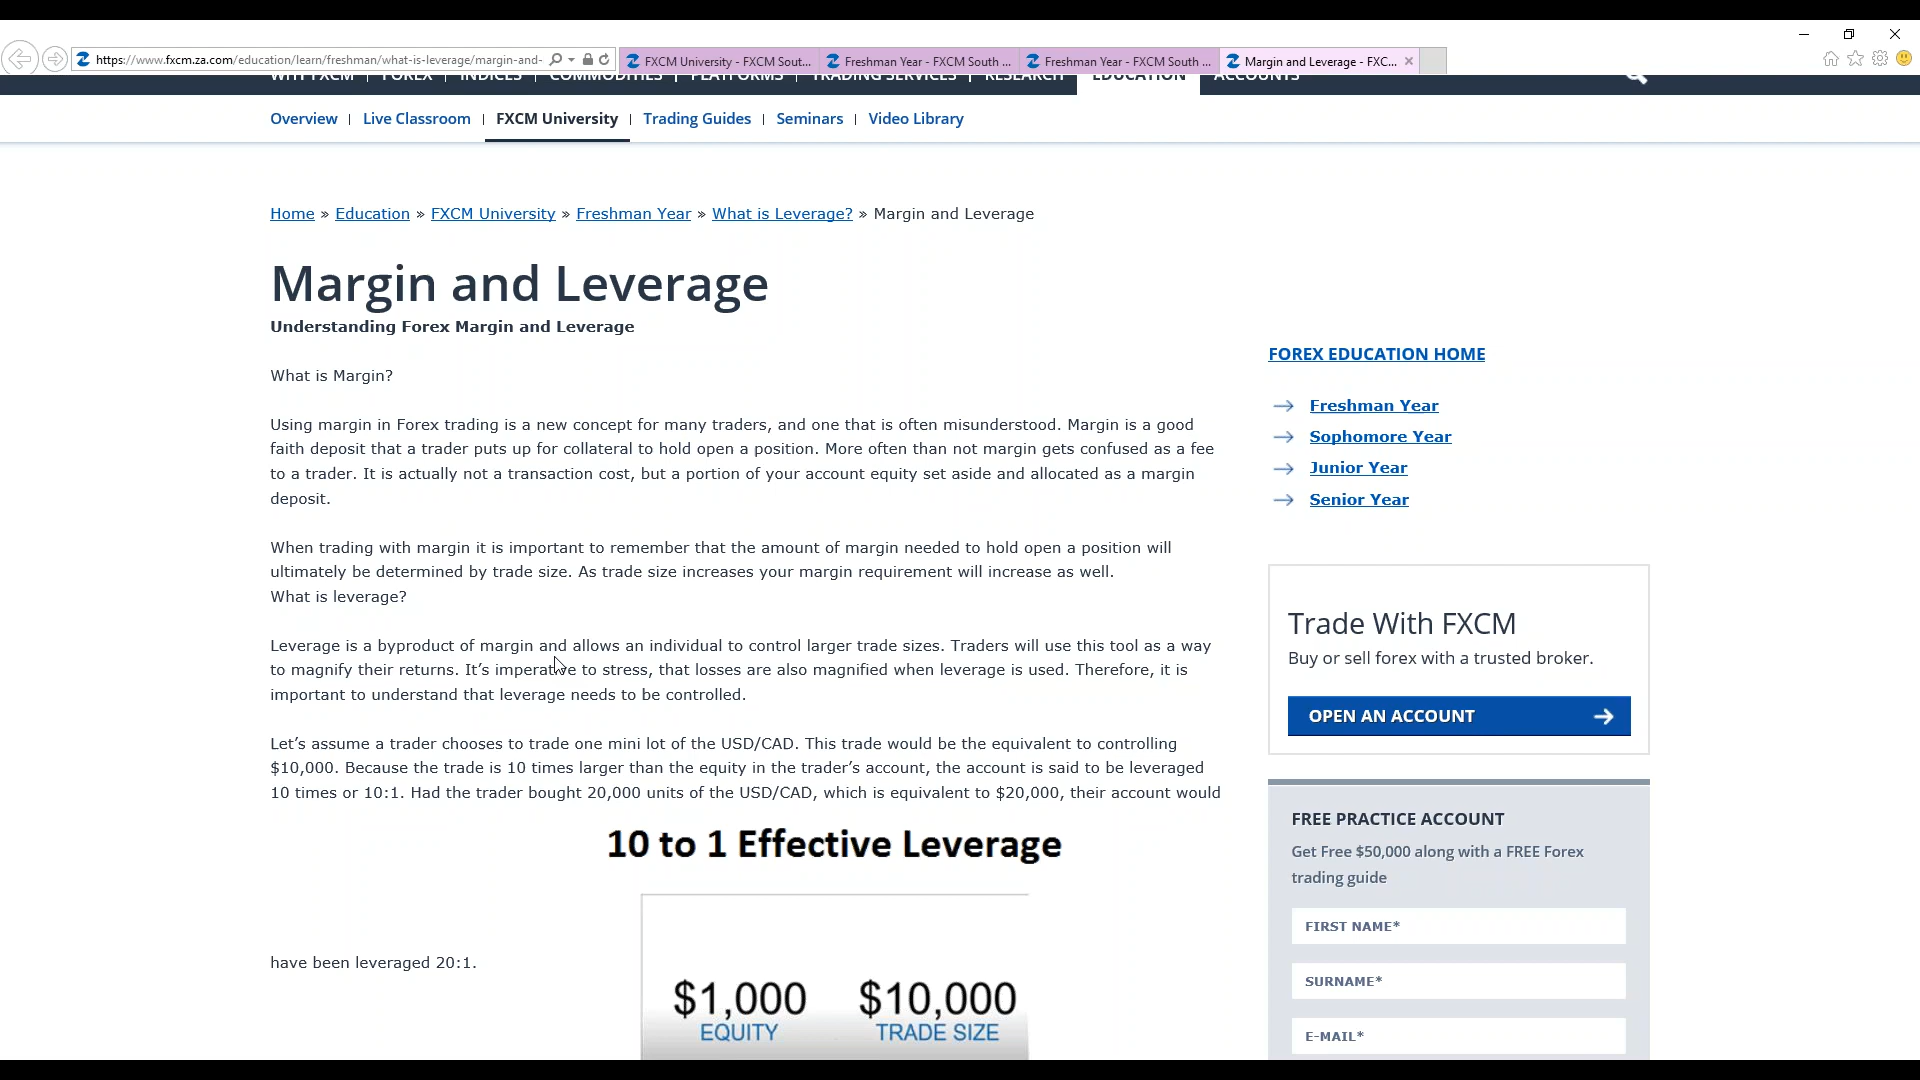 https://www.fxcm.za.com/education/learn/freshman/what-is-leverage/margin-and-
FXCM University - FXCM Sout...
Freshman Year - FXCM South ...
Freshman Year - FXCM South ...
Margin and Leverage - FXC...
WHY FXCM | FOREX | INDICES | COMMODITIES | PLATFORMS | TRADING SERVICES | RESEARCH EDUCATION ACCOUNTS
Overview | Live Classroom | FXCM University | Trading Guides | Seminars | Video Library
Home » Education » FXCM University » Freshman Year » What is Leverage? » Margin and Leverage
Margin and Leverage
Understanding Forex Margin and Leverage
What is Margin?
Using margin in Forex trading is a new concept for many traders, and one that is often misunderstood. Margin is a good
faith deposit that a trader puts up for collateral to hold open a position. More often than not margin gets confused as a fee
to a trader. It is actually not a transaction cost, but a portion of your account equity set aside and allocated as a margin
deposit.
When trading with margin it is important to remember that the amount of margin needed to hold open a position will
ultimately be determined by trade size. As trade size increases your margin requirement will increase as well.
What is leverage?
Leverage is a byproduct of margin and allows an individual to control larger trade sizes. Traders will use this tool as a way
to magnify their returns. It’s imperative to stress, that losses are also magnified when leverage is used. Therefore, it is
important to understand that leverage needs to be controlled.
Let’s assume a trader chooses to trade one mini lot of the USD/CAD. This trade would be the equivalent to controlling
$10,000. Because the trade is 10 times larger than the equity in the trader’s account, the account is said to be leveraged
10 times or 10:1. Had the trader bought 20,000 units of the USD/CAD, which is equivalent to $20,000, their account would
10 to 1 Effective Leverage
have been leveraged 20:1.
$1,000 $10,000
EQUITY TRADE SIZE
FOREX EDUCATION HOME
Freshman Year
Sophomore Year
Junior Year
Senior Year
Trade With FXCM
Buy or sell forex with a trusted broker.
OPEN AN ACCOUNT
FREE PRACTICE ACCOUNT
Get Free $50,000 along with a FREE Forex
trading guide
FIRST NAME*
SURNAME*
E-MAIL*